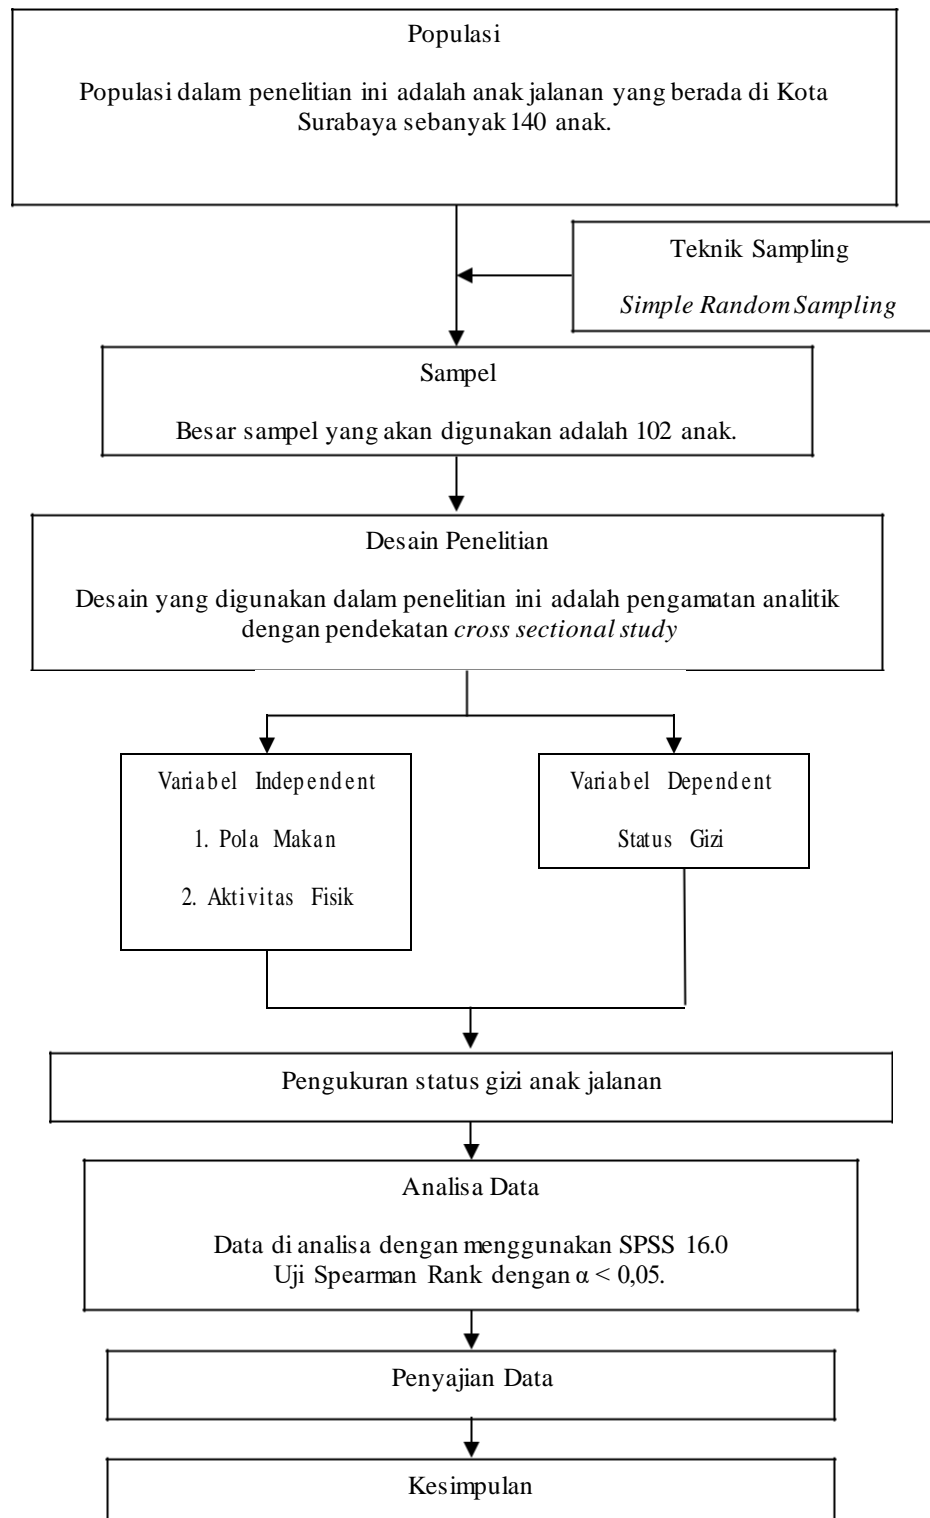 Populasi
Populasi dalam penelitian ini adalah anak jalanan yang berada di Kota
Surabaya sebanyak 140 anak.
Teknik Sampling
Simple Random Sampling
Sampel
Besar sampel yang akan digunakan adalah 102 anak.
Desain Penelitian
Desain yang digunakan dalam penelitian ini adalah pengamatan analitik
dengan pendekatan cross sectional study
Variabel Independent
1. Pola Makan
2. Aktivitas Fisik
Variabel Dependent
Status Gizi
Pengukuran status gizi anak jalanan
Analisa Data
Data di analisa dengan menggunakan SPSS 16.0
Uji Spearman Rank dengan α < 0,05.
Penyajian Data
Kesimpulan